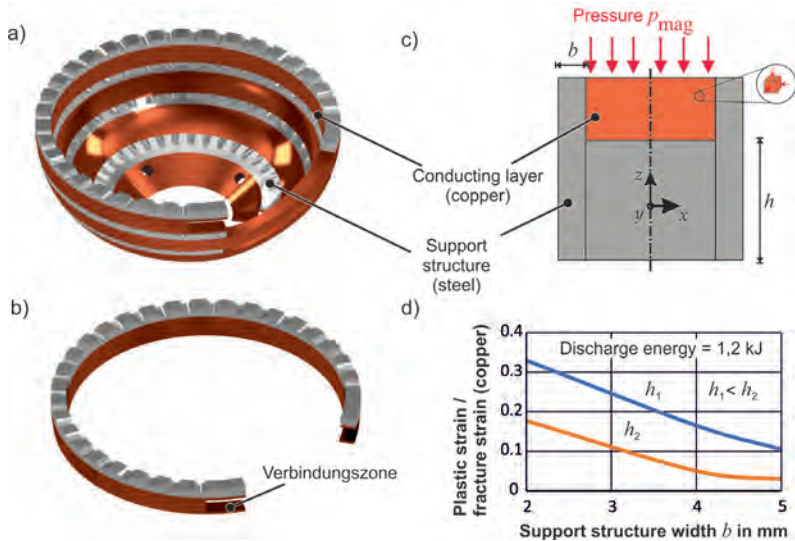 a)
c)
Pressure p mag
b
Conducting layer
(copper)
z
y
x
h
Support
structure
(steel)
b)
Verbindungszone
d)
0.4
0.3
0.2
0.1
0
Discharge energy = 1,2 kJ
h1
h1 < h2
h2
2
3
4
5
Plastic strain /
fracture strain (copper)
Support structure width b in mm